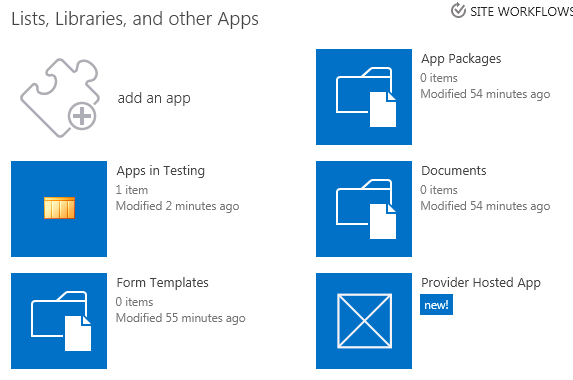 Lists, Libraries, and other Apps
SITE WORKFLOWS
add an app
App Packages
0 items
Modified 54 minutes ago
Apps in Testing
1 item
Modified 2 minutes ago
Documents
0 items
Modified 54 minutes ago
Form Templates
0 items
Modified 55 minutes ago
Provider Hosted App
new!